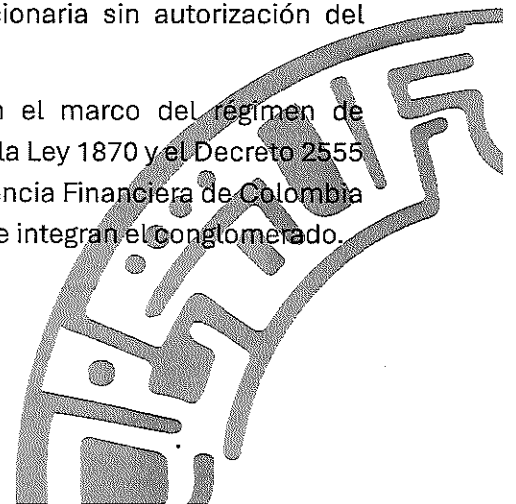 cionaria sin autorización del
n el marco del régimen de
la Ley 1870 y el Decreto 2555
encia Financiera de Colombia
e integran el conglomerado.